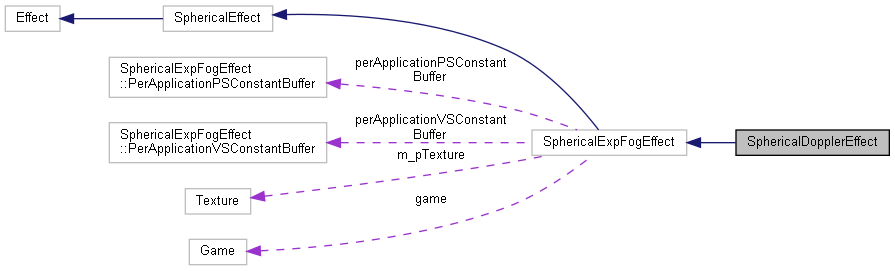 Effect
SphericalEffect
SphericalExpFogEffect
::PerApplicationPSConstantBuffer
perApplicationPSConstant
Buffer
SphericalExpFogEffect
::PerApplicationVSConstantBuffer
perApplicationVSConstant
Buffer
SphericalExpFogEffect
SphericalDopplerEffect
m_pTexture
Texture
game
Game